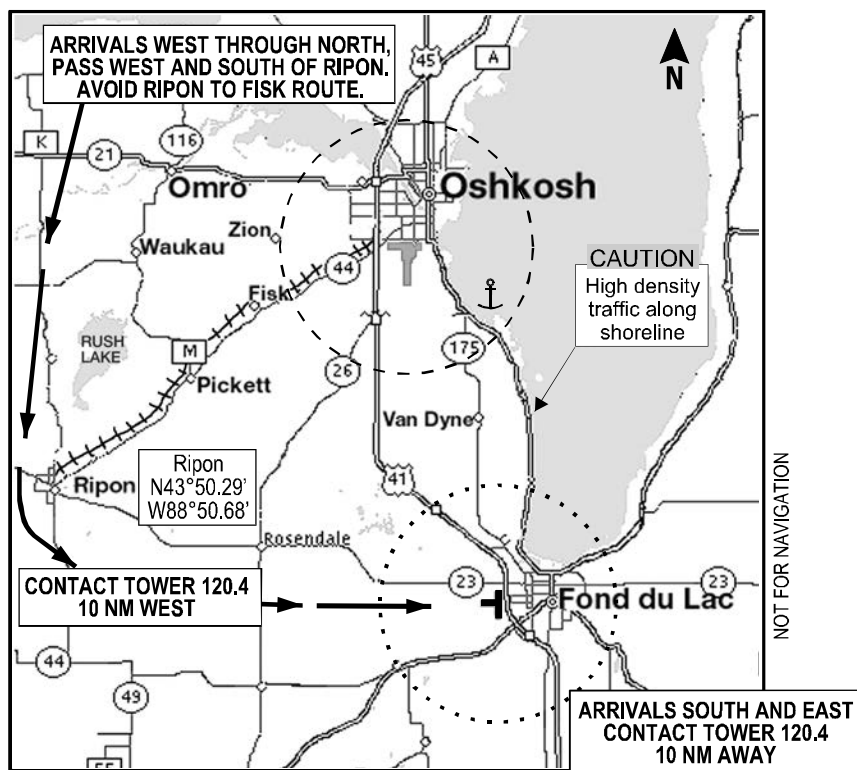 ARRIVALS WEST THROUGH NORTH,
PASS WEST AND SOUTH OF RIPON.
AVOID RIPON TO FISK ROUTE.
45
A
N
K
116
21
Omro
Oshkosh
Zion
Waukau
44
CAUTION
High density
traffic along
shoreline
Fisk
RUSH
LAKE
M
Pickett
26
175
Van Dyne
Ripon
Ripon
N43°50.29'
W88°50.68'
41
Rosendale
NOT FOR NAVIGATION
CONTACT TOWER 120.4
10 NM WEST
23
Fond du Lac
23
44
49
ARRIVALS SOUTH AND EAST
CONTACT TOWER 120.4
10 NM AWAY